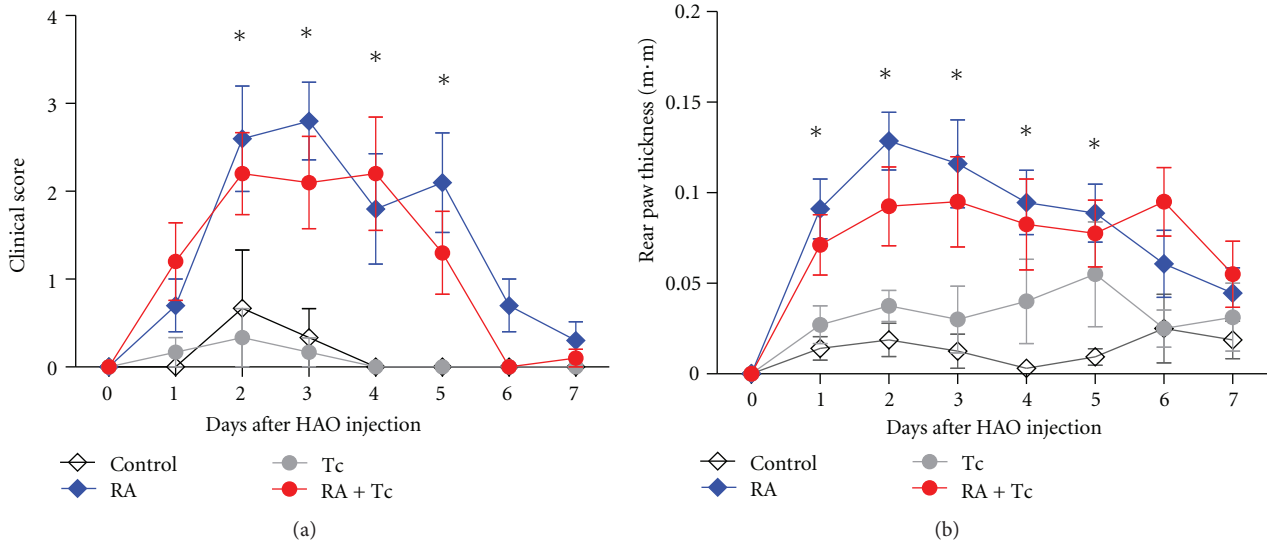 4
3
2
1
0
Clinical score
* * * *
0 1 2 3 4 5 6 7
Days after HAO injection
Control Tc
RA RA + Tc
(a)
0.2
0.15
0.1
0.05
0
Rear paw thickness (m·m)
* * * * *
0 1 2 3 4 5 6 7
Days after HAO injection
Control Tc
RA RA + Tc
(b)